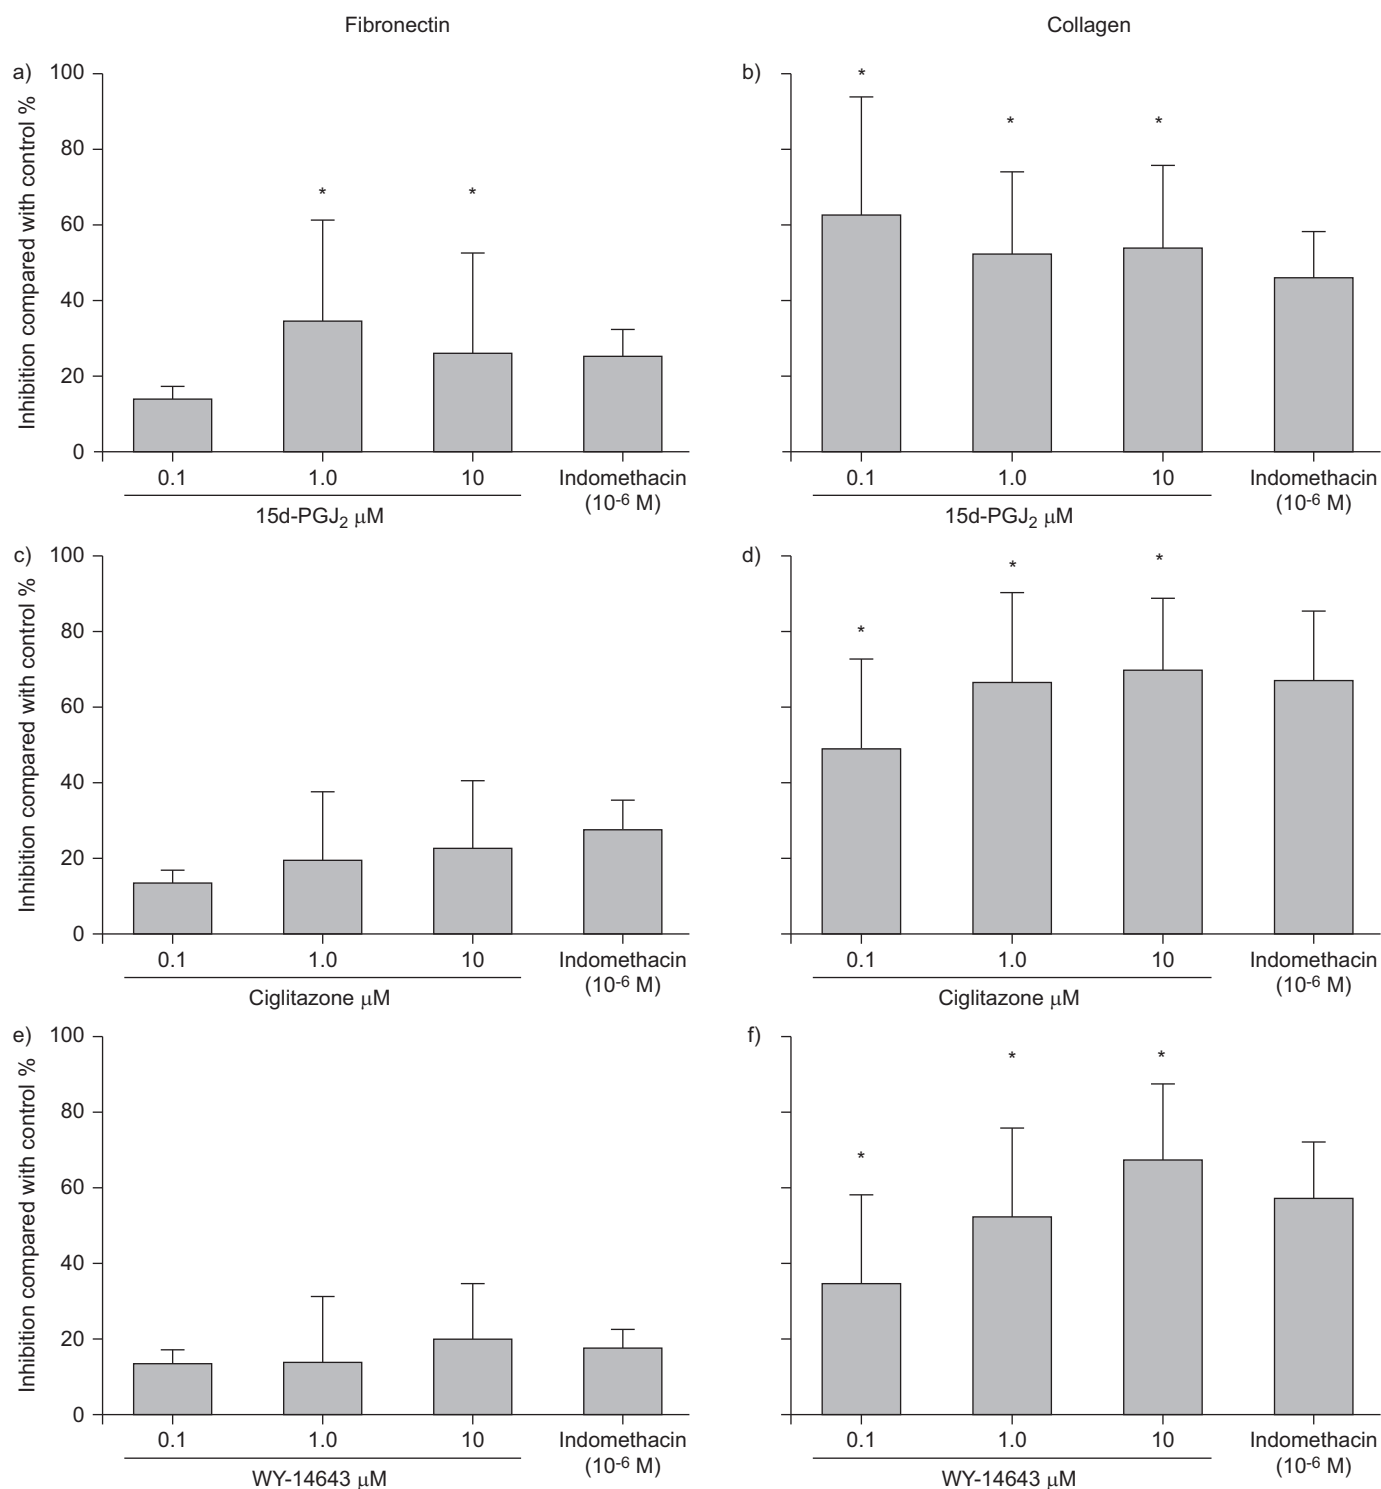 Fibronectin
Collagen
a)
Inhibition compared with control %
100
80
60
40
20
0
*
*
0.1
1.0
10
Indomethacin
(10-6 M)
15d-PGJ2 μM
b)
*
*
*
0.1
1.0
10
Indomethacin
(10-6 M)
15d-PGJ2 μM
c)
Inhibition compared with control %
100
80
60
40
20
0
0.1
1.0
10
Indomethacin
(10-6 M)
Ciglitazone μM
d)
*
*
*
0.1
1.0
10
Indomethacin
(10-6 M)
Ciglitazone μM
e)
Inhibition compared with control %
100
80
60
40
20
0
0.1
1.0
10
Indomethacin
(10-6 M)
WY-14643 μM
f)
*
*
*
0.1
1.0
10
Indomethacin
(10-6 M)
WY-14643 μM